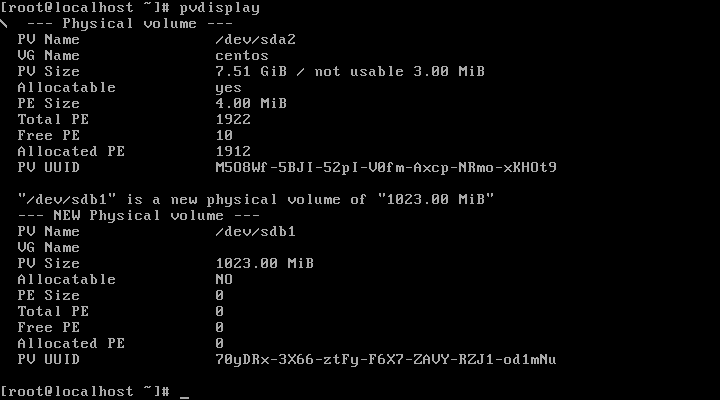 [root@localhost ~]# pvdisplay
\  --- Physical volume ---
PV Name /dev/sda2
VG Name centos
PV Size 7.51 GiB / not usable 3.00 MiB
Allocatable yes
PE Size 4.00 MiB
Total PE 1922
Free PE 10
Allocated PE 1912
PV UUID M5O8Wf-5BJI-52pI-V0fm-Axcp-NRmo-xKHOt9
"/dev/sdb1" is a new physical volume of "1023.00 MiB"
--- NEW Physical volume ---
PV Name /dev/sdb1
VG Name
PV Size 1023.00 MiB
Allocatable NO
PE Size 0
Total PE 0
Free PE 0
Allocated PE 0
PV UUID 70yDRx-3X66-ztFy-F6X7-ZAVY-RZJ1-od1mNu
[root@localhost ~]# _